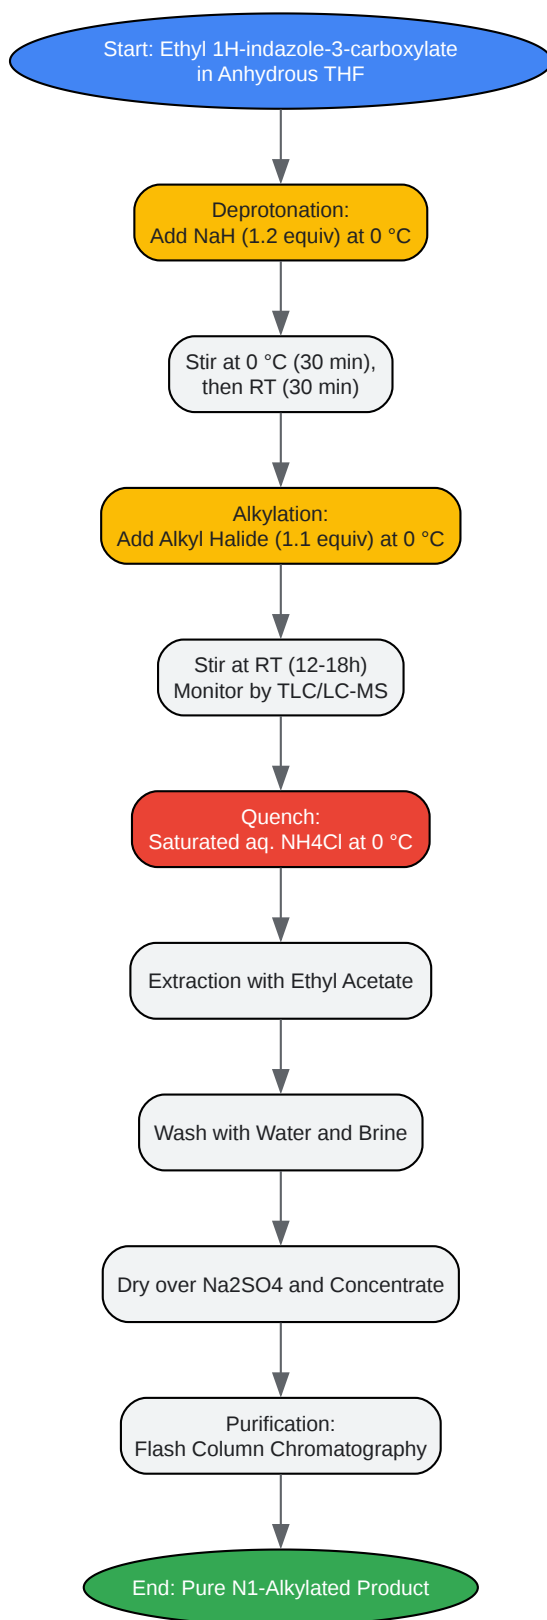 Start: Ethyl 1H-indazole-3-carboxylate
in Anhydrous THF
Deprotonation:
Add NaH (1.2 equiv) at 0 °C
Stir at 0 °C (30 min),
then RT (30 min)
Alkylation:
Add Alkyl Halide (1.1 equiv) at 0 °C
Stir at RT (12-18h)
Monitor by TLC/LC-MS
Quench:
Saturated aq. NH4Cl at 0 °C
Extraction with Ethyl Acetate
Wash with Water and Brine
Dry over Na2SO4 and Concentrate
Purification:
Flash Column Chromatography
End: Pure N1-Alkylated Product